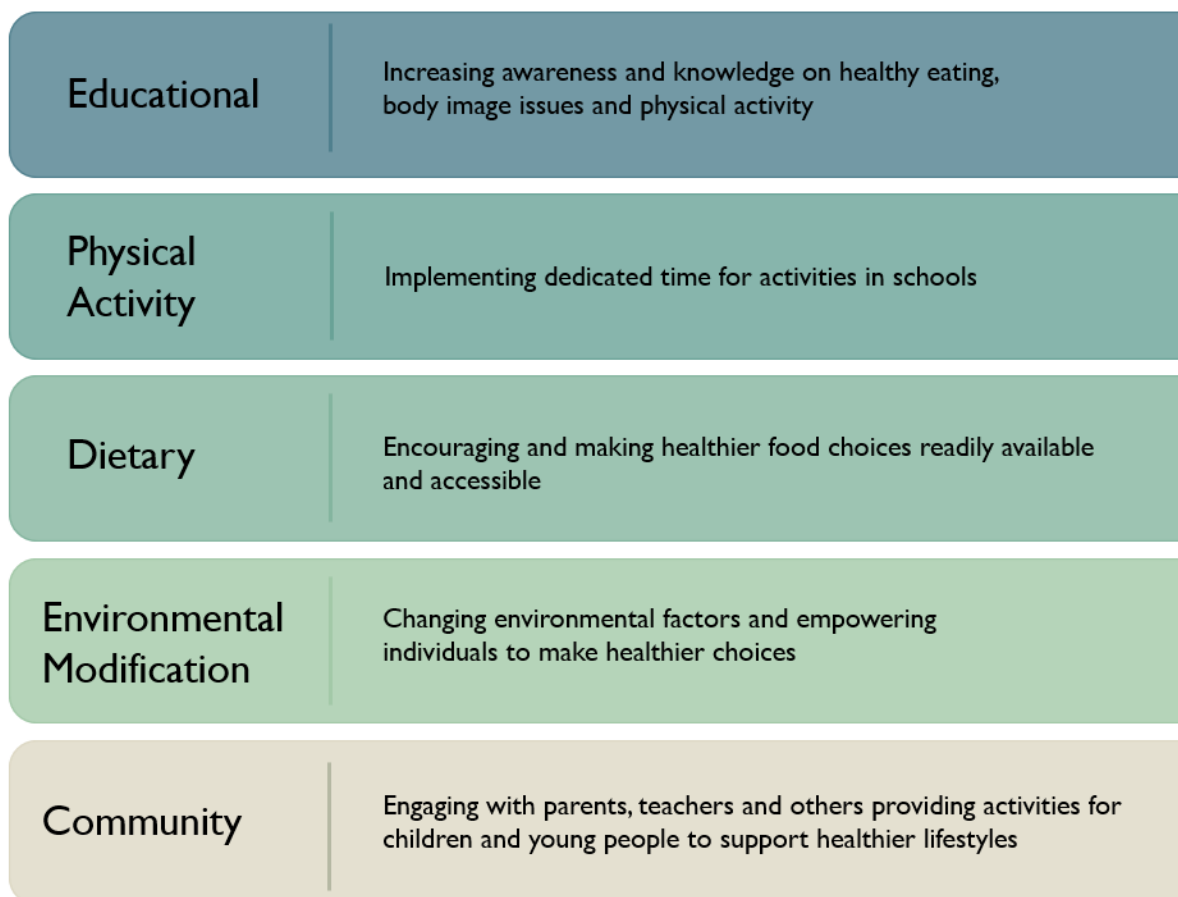 Educational
Increasing awareness and knowledge on healthy eating,
body image issues and physical activity
Physical
Activity
Implementing dedicated time for activities in schools
Dietary
Encouraging and making healthier food choices readily available
and accessible
Environmental
Modification
Changing environmental factors and empowering
individuals to make healthier choices
Community
Engaging with parents, teachers and others providing activities for
children and young people to support healthier lifestyles